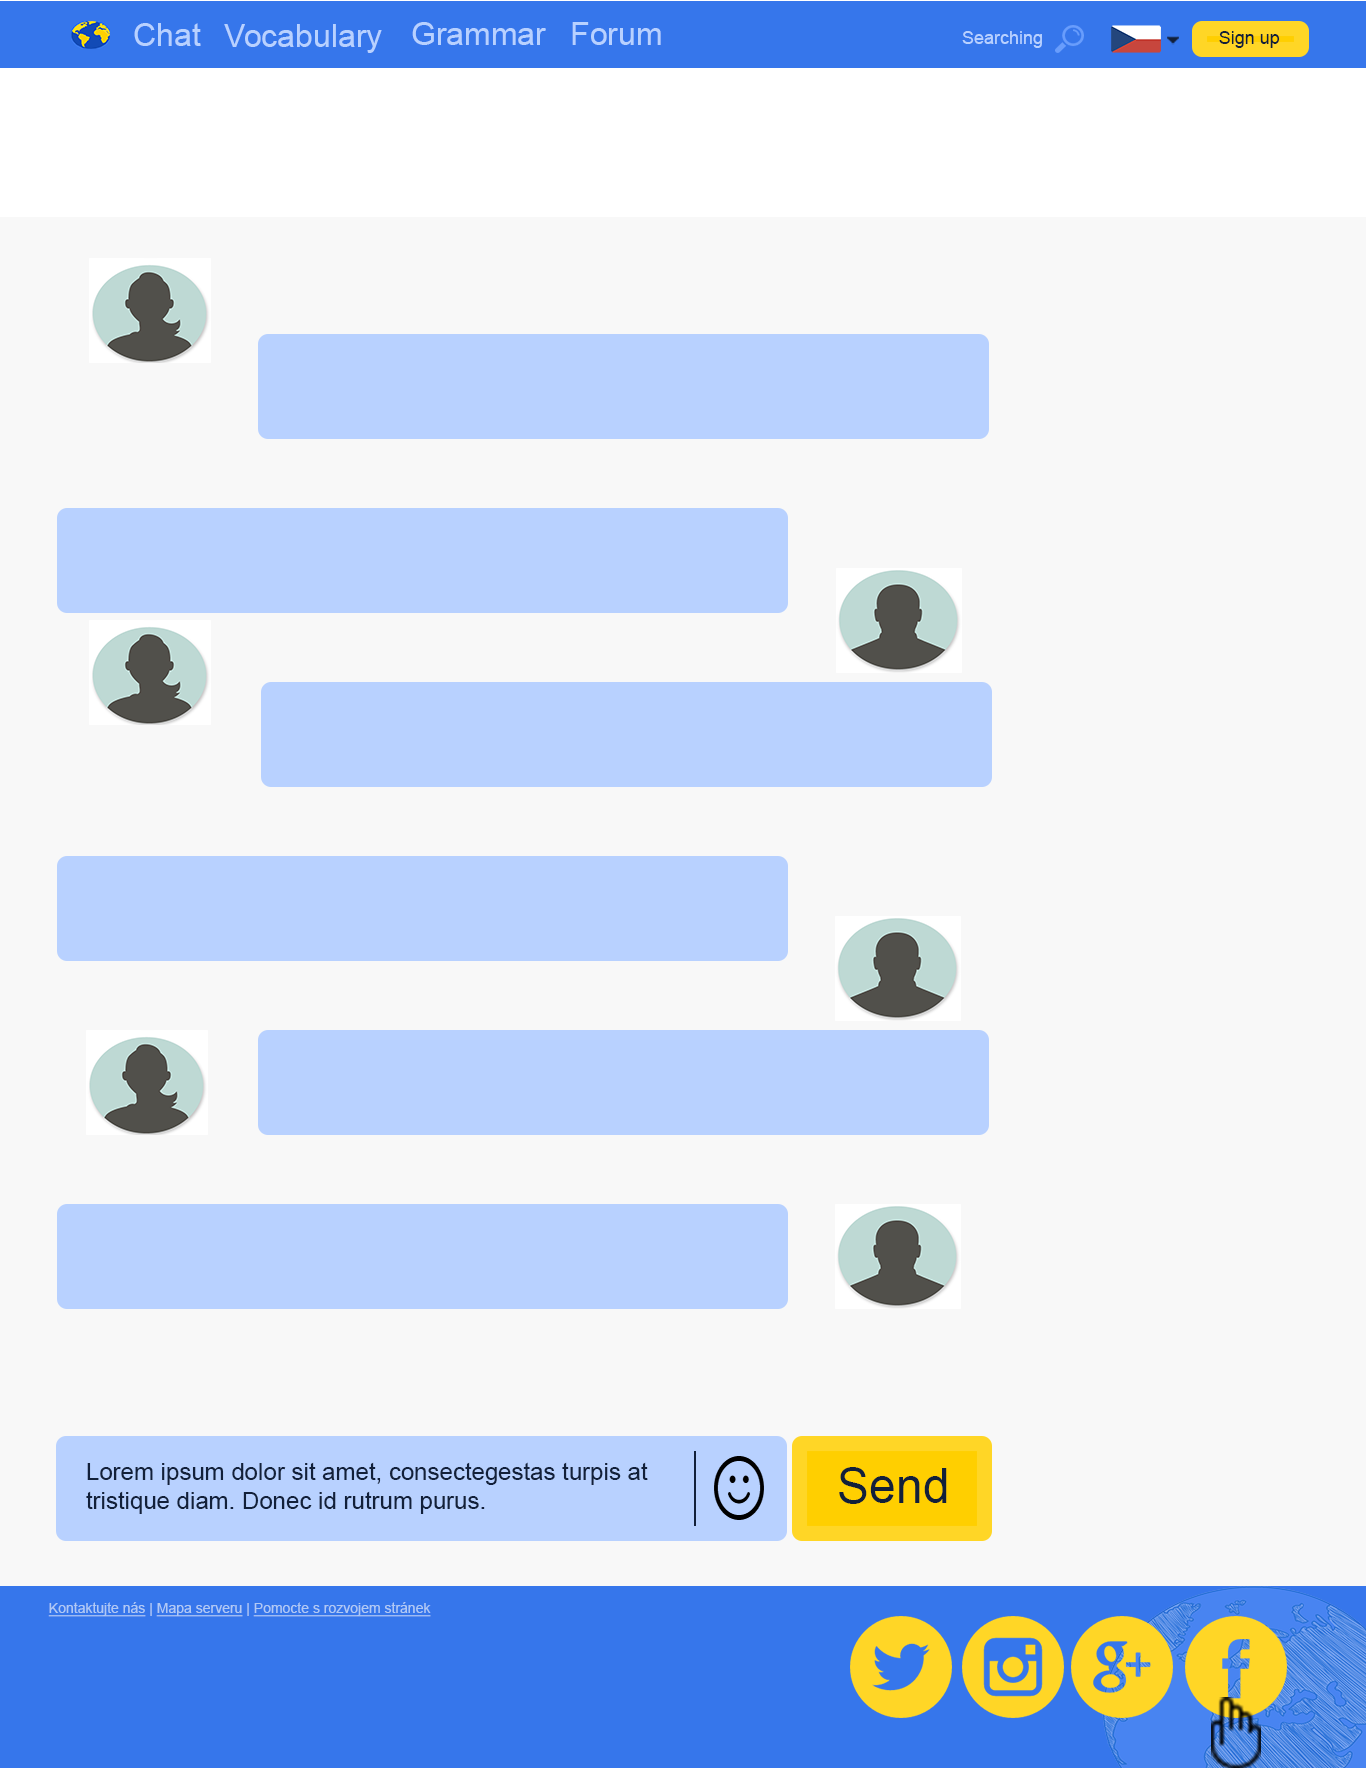 Chat Vocabulary Grammar Forum Searching Sign up
Lorem ipsum dolor sit amet, consectegestas turpis at
tristique diam. Donec id rutrum purus.
Send
Kontaktujte nás | Mapa serveru | Pomocte s rozvojem stránek
g+
f